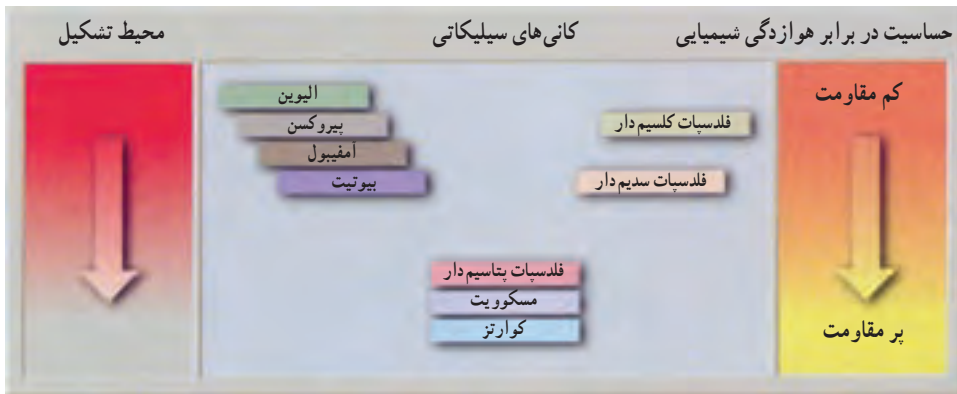 حساسیت در برابر هوازدگی شیمیایی
کانی‌های سیلیکاتی
محیط تشکیل
کم مقاومت
پر مقاومت
فلدسپات کلسیم‌دار
فلدسپات سدیم‌دار
الیوین
پیروکسن
آمفیبول
بیوتیت
فلدسپات پتاسیم‌دار
مسکوویت
کوارتز